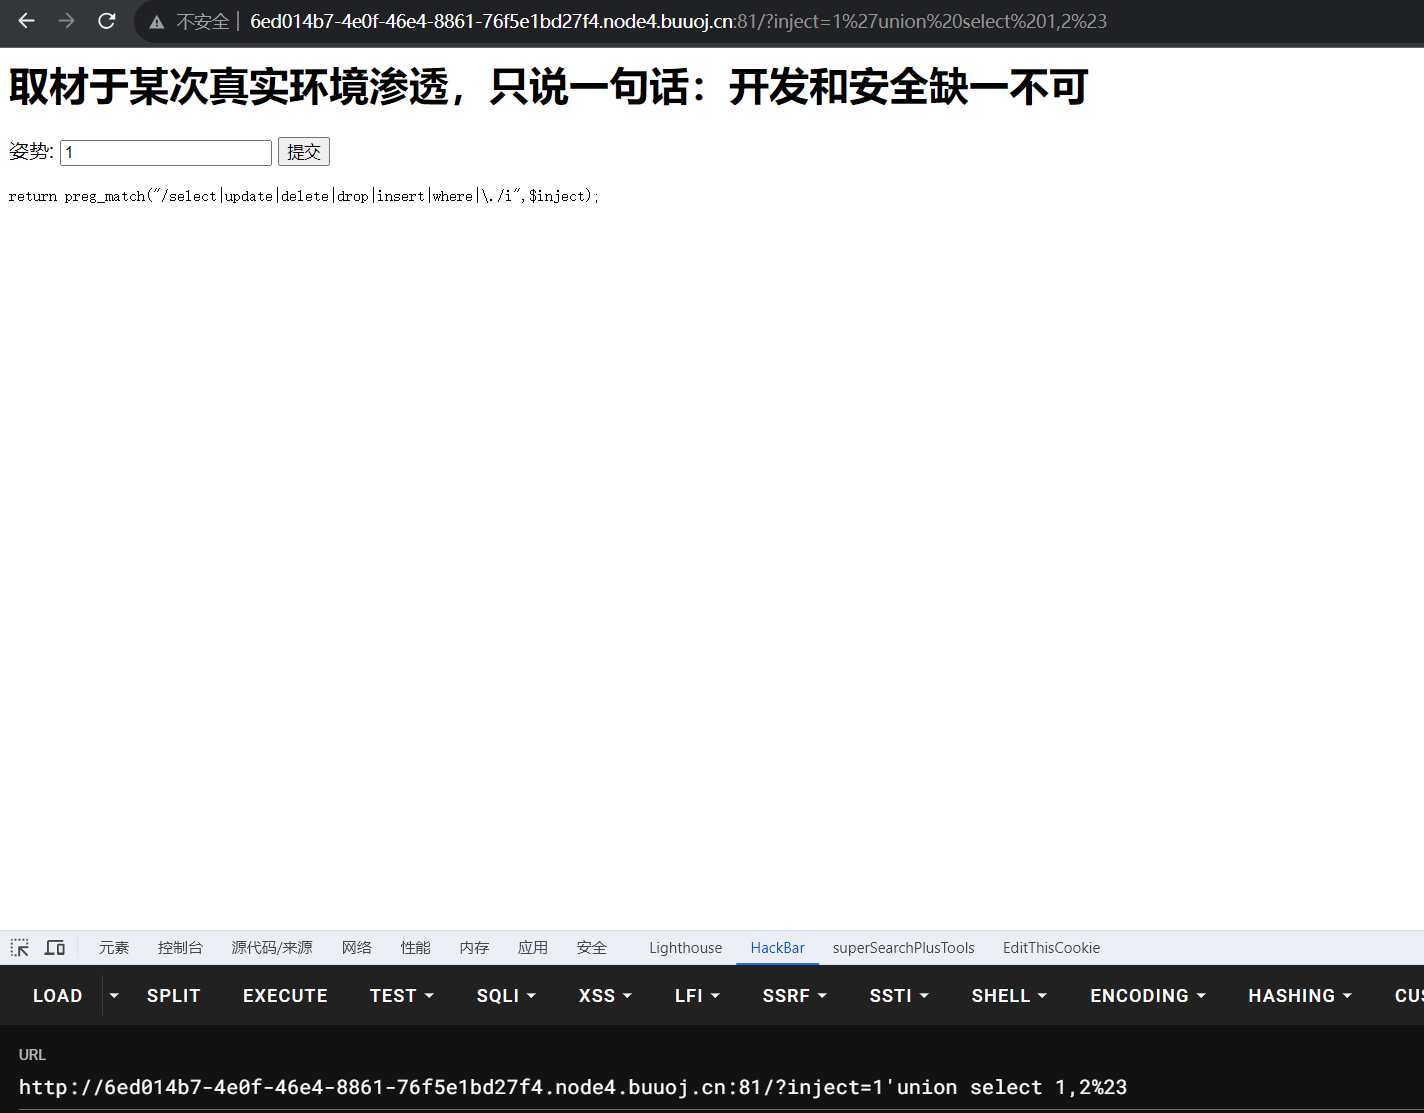 不安全 | 6ed014b7-4e0f-46e4-8861-76f5e1bd27f4.node4.buuoj.cn:81/?inject=1%27union%20select%201,2%23
取材于某次真实环境渗透，只说一句话：开发和安全缺一不可
姿势: 1 提交
return preg_match("/select|update|delete|drop|insert|where|\./i",$inject);
元素 控制台 源代码/来源 网络 性能 内存 应用 安全 Lighthouse HackBar superSearchPlusTools EditThisCookie
LOAD SPLIT EXECUTE TEST SQLI XSS LFI SSRF SSTI SHELL ENCODING HASHING CUS
URL
http://6ed014b7-4e0f-46e4-8861-76f5e1bd27f4.node4.buuoj.cn:81/?inject=1'union select 1,2%23